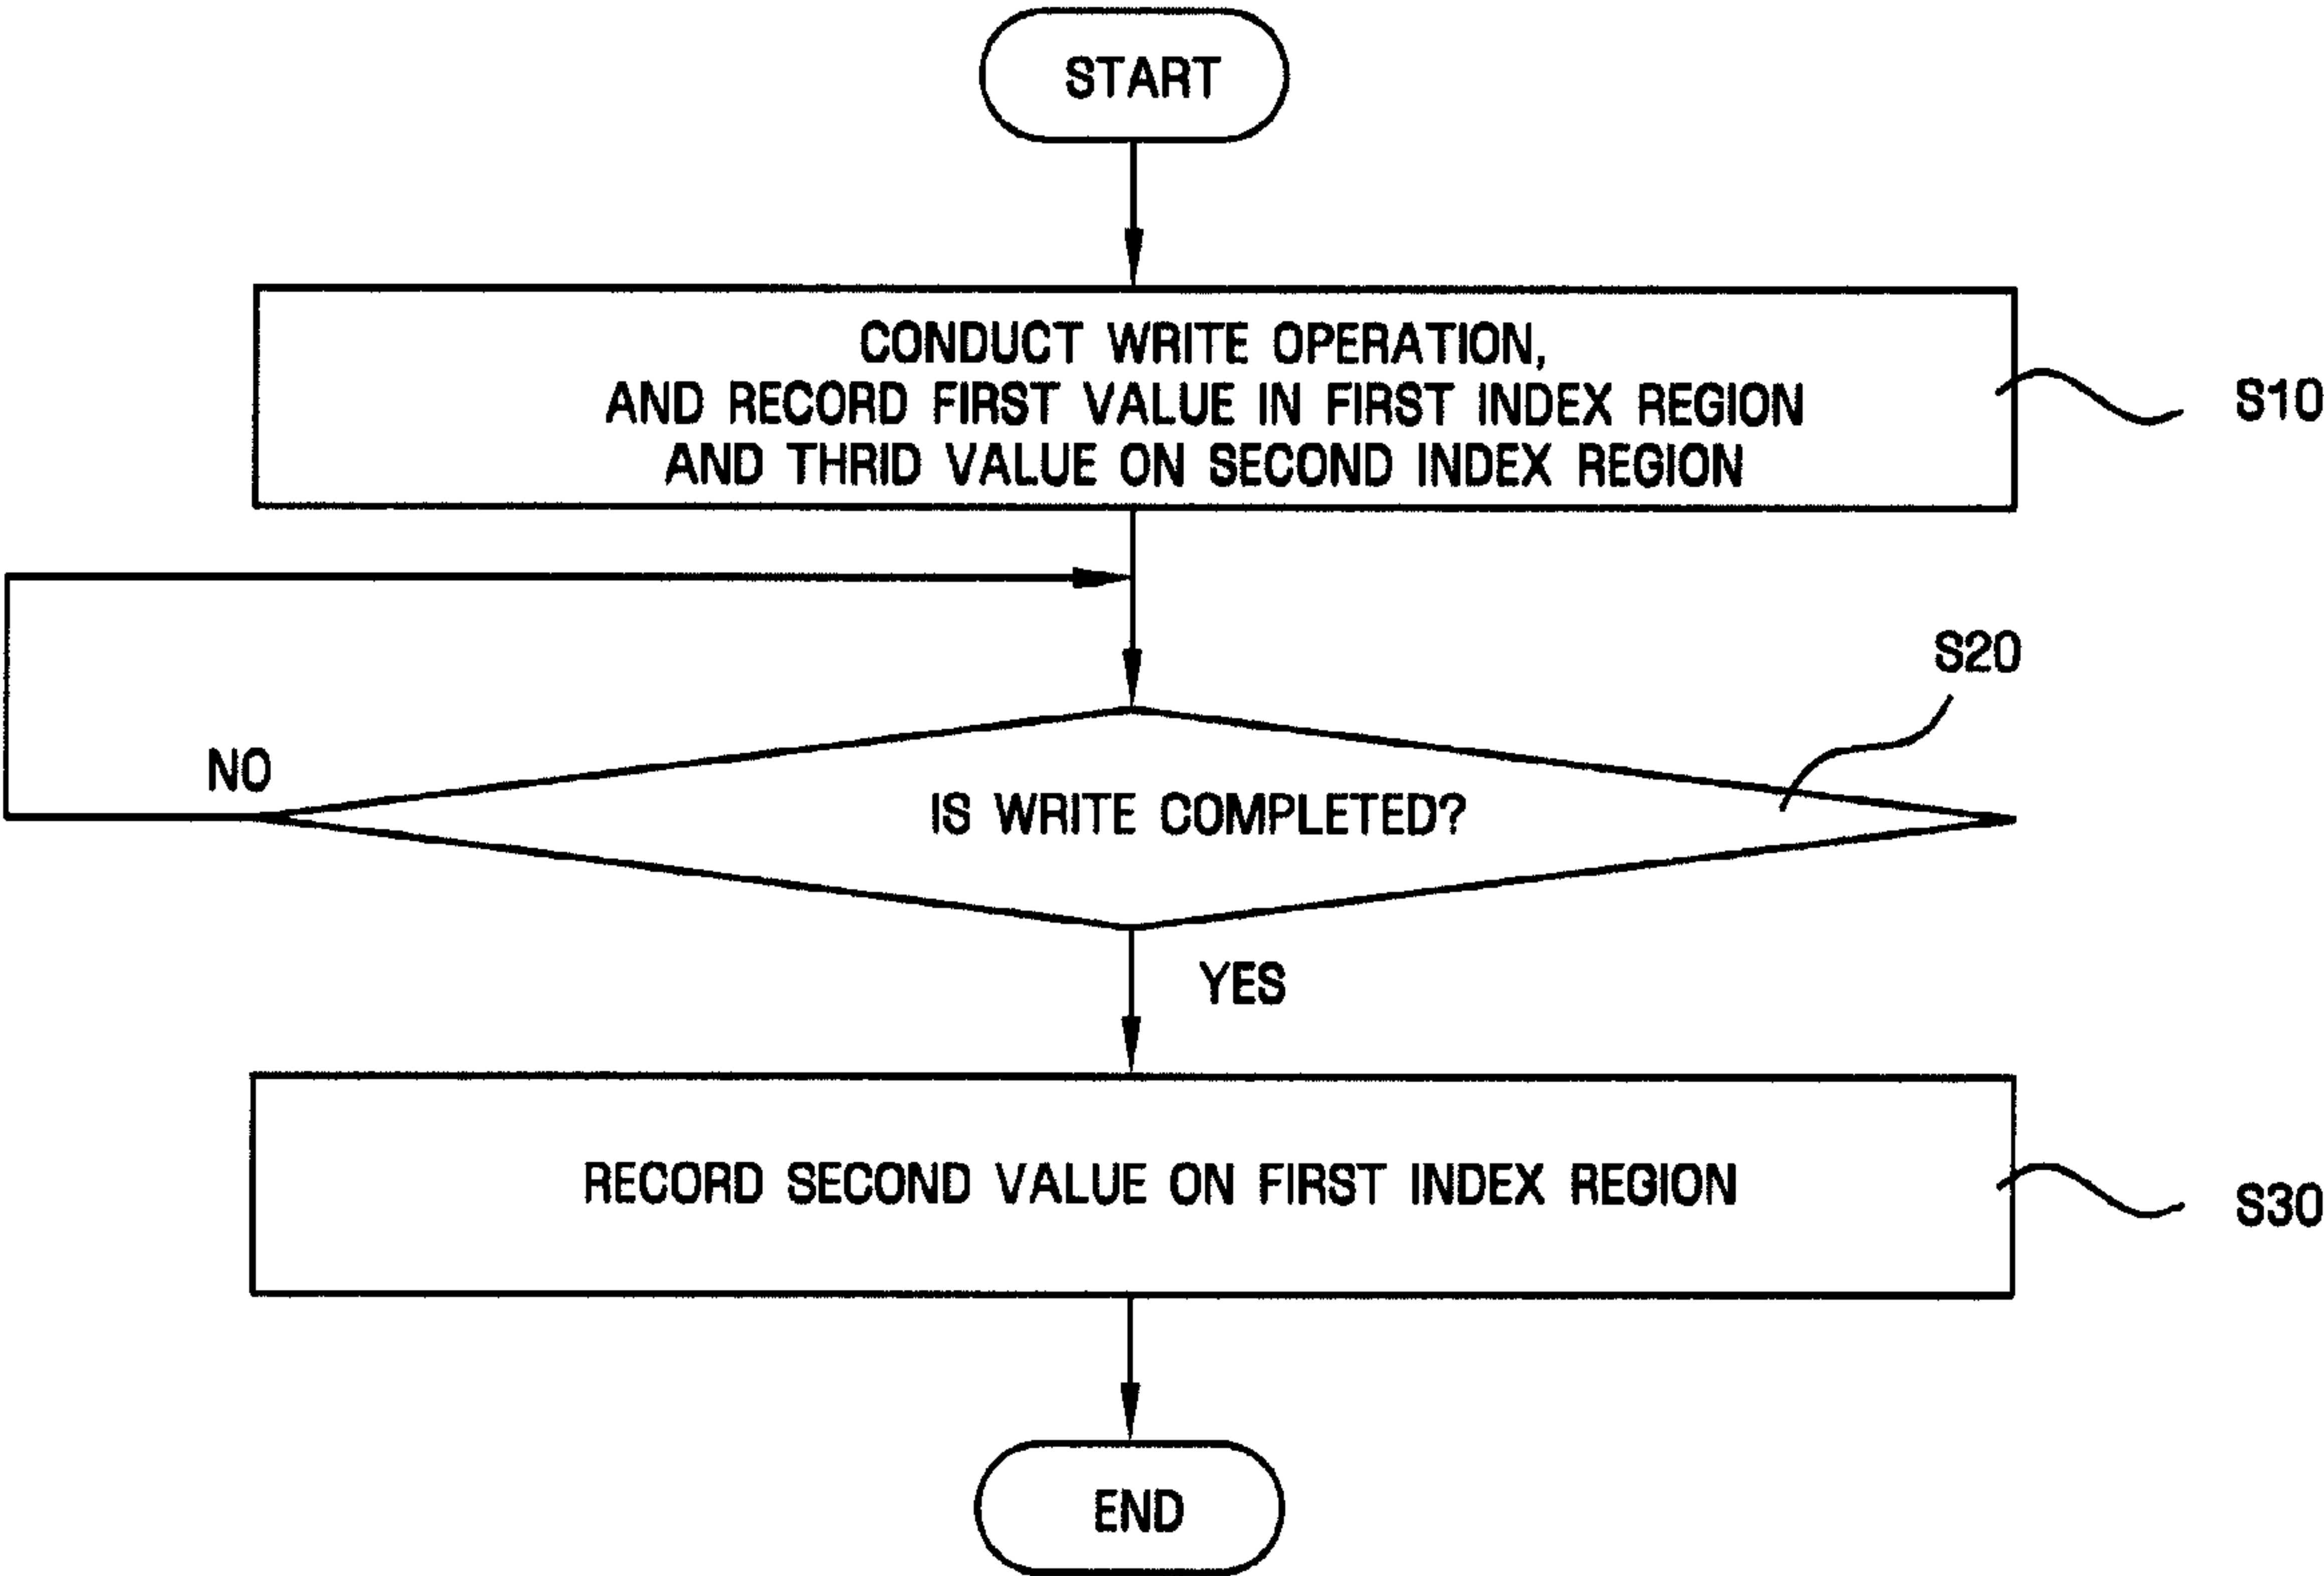 START
CONDUCT WRITE OPERATION,
AND RECORD FIRST VALUE IN FIRST INDEX REGION
AND THRID VALUE ON SECOND INDEX REGION
S10
S20
NO
IS WRITE COMPLETED?
YES
RECORD SECOND VALUE ON FIRST INDEX REGION
S30
END